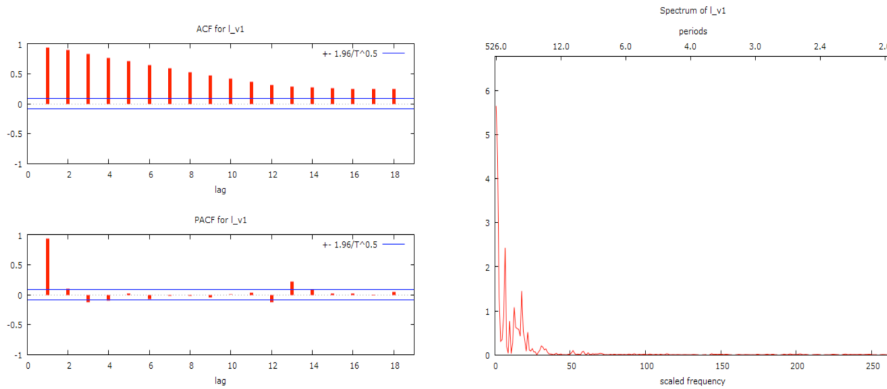 ACF for l_v1
+- 1.96/T^0.5
1
0.5
0
-0.5
-1
0 2 4 6 8 10 12 14 16 18
lag
PACF for l_v1
+- 1.96/T^0.5
1
0.5
0
-0.5
-1
0 2 4 6 8 10 12 14 16 18
lag
Spectrum of l_v1
periods
526.0 12.0 6.0 4.0 3.0 2.4 2.0
6
5
4
3
2
1
0
0 50 100 150 200 250
scaled frequency